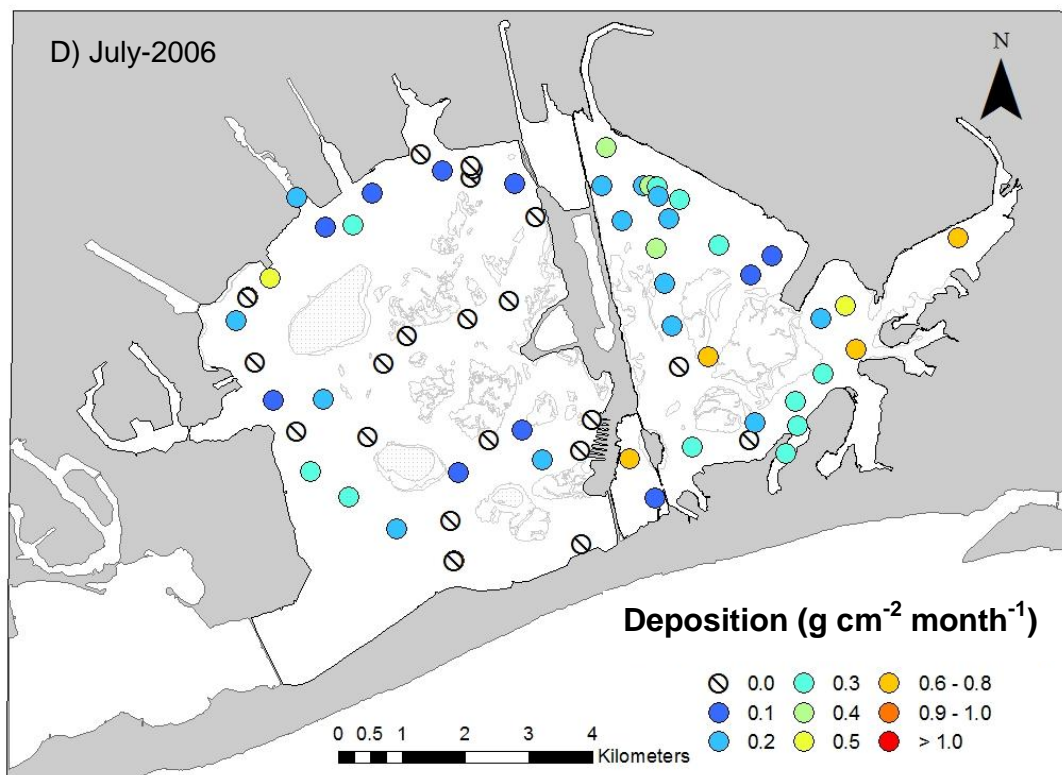 D) July-2006
N
Deposition (g cm⁻² month⁻¹)
0.0 0.3 0.6 - 0.8
0.1 0.4 0.9 - 1.0
0.2 0.5 > 1.0
0 0.5 1 2 3 4
Kilometers